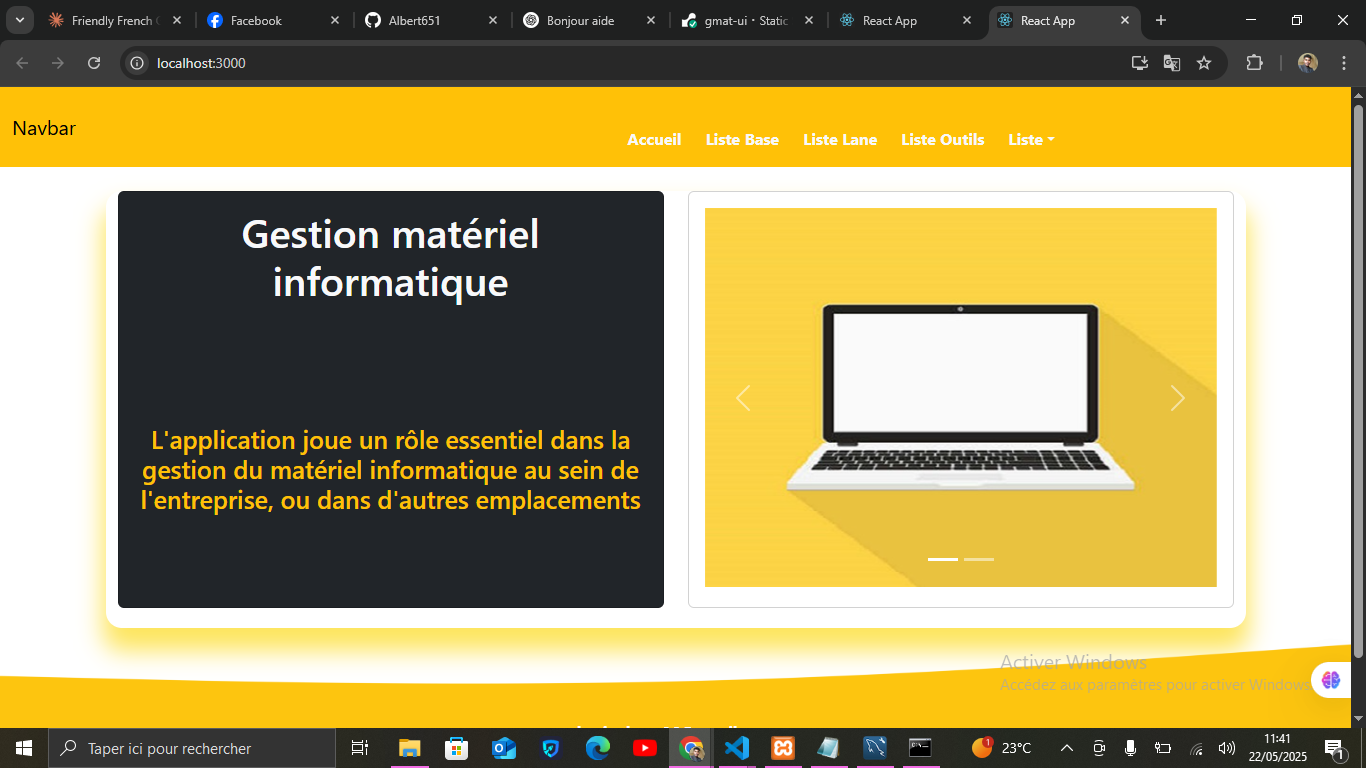 Friendly French
Facebook
Albert651
Bonjour aide
gmat-ui・Static
React App
React App
localhost:3000
Navbar
Accueil Liste Base Liste Lane Liste Outils Liste
Gestion matériel
informatique
L'application joue un rôle essentiel dans la
gestion du matériel informatique au sein de
l'entreprise, ou dans d'autres emplacements
Activer Windows
Accédez aux paramètres pour activer Windows.
Taper ici pour rechercher
1
23°C
11:41
22/05/2025
1